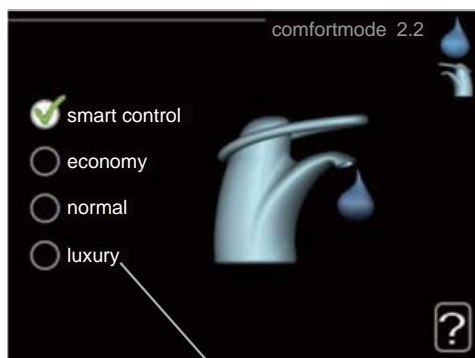 comfortmode 2.2
smart control
economy
normal
luxury
?